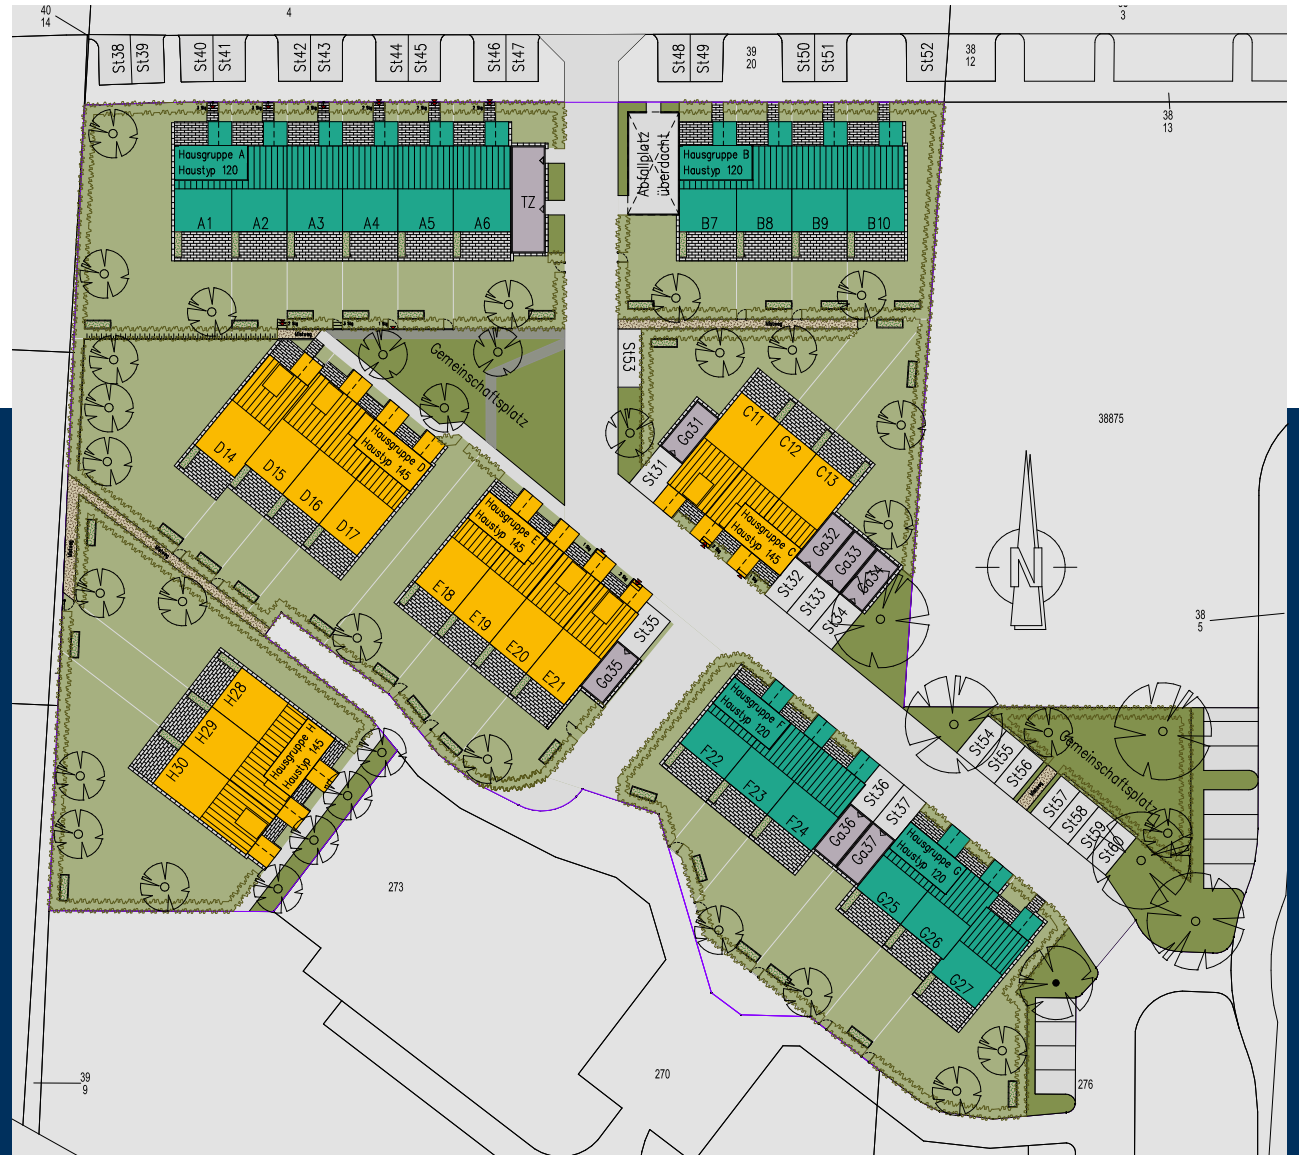 40
14
4
3
St38
St39
St40
St41
St42
St43
St44
St45
St46
St47
St48
St49
39
20
St50
St51
St52
38
12
38
13
Hausgruppe A
Haustyp 120
A1
A2
A3
A4
A5
A6
TZ
Abfallplatz
überdacht
Hausgruppe B
Haustyp 120
B7
B8
B9
B10
Gemeinschaftsplatz
St53
38875
Hausgruppe D
Haustyp 145
D14
D15
D16
D17
Ga31
St31
C11
C12
C13
Hausgruppe C
Haustyp 145
Ga32
Ga33
Ga34
St32
St33
St34
N
Hausgruppe E
Haustyp 145
E18
E19
E20
E21
St35
Ga35
38
5
H28
H29
H30
Hausgruppe H
Haustyp 145
Hausgruppe F
Haustyp 120
F22
F23
F24
St36
St37
Ga36
Ga37
Hausgruppe G
Haustyp 120
G25
G26
G27
St54
St55
St56
Gemeinschaftsplatz
St57
St58
St59
St60
273
270
276
39
9